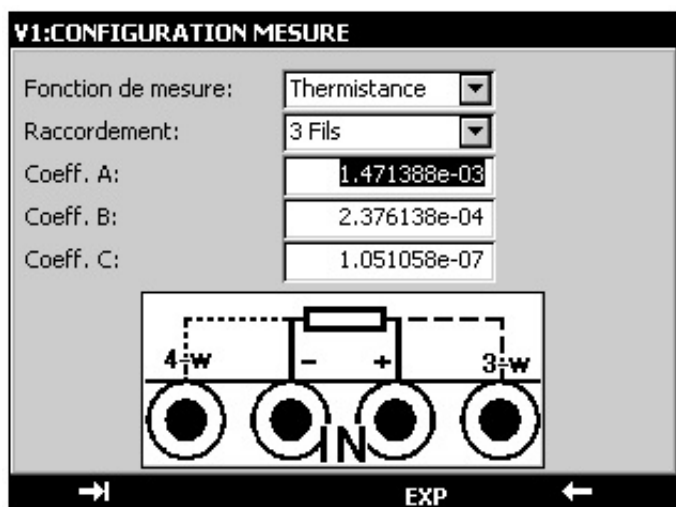 V1:CONFIGURATION MESURE
Fonction de mesure: Thermistance
Raccordement: 3 Fils
Coeff. A: 1.471388e-03
Coeff. B: 2.376138e-04
Coeff. C: 1.051058e-07
4-w - + 3-w
IN
EXP